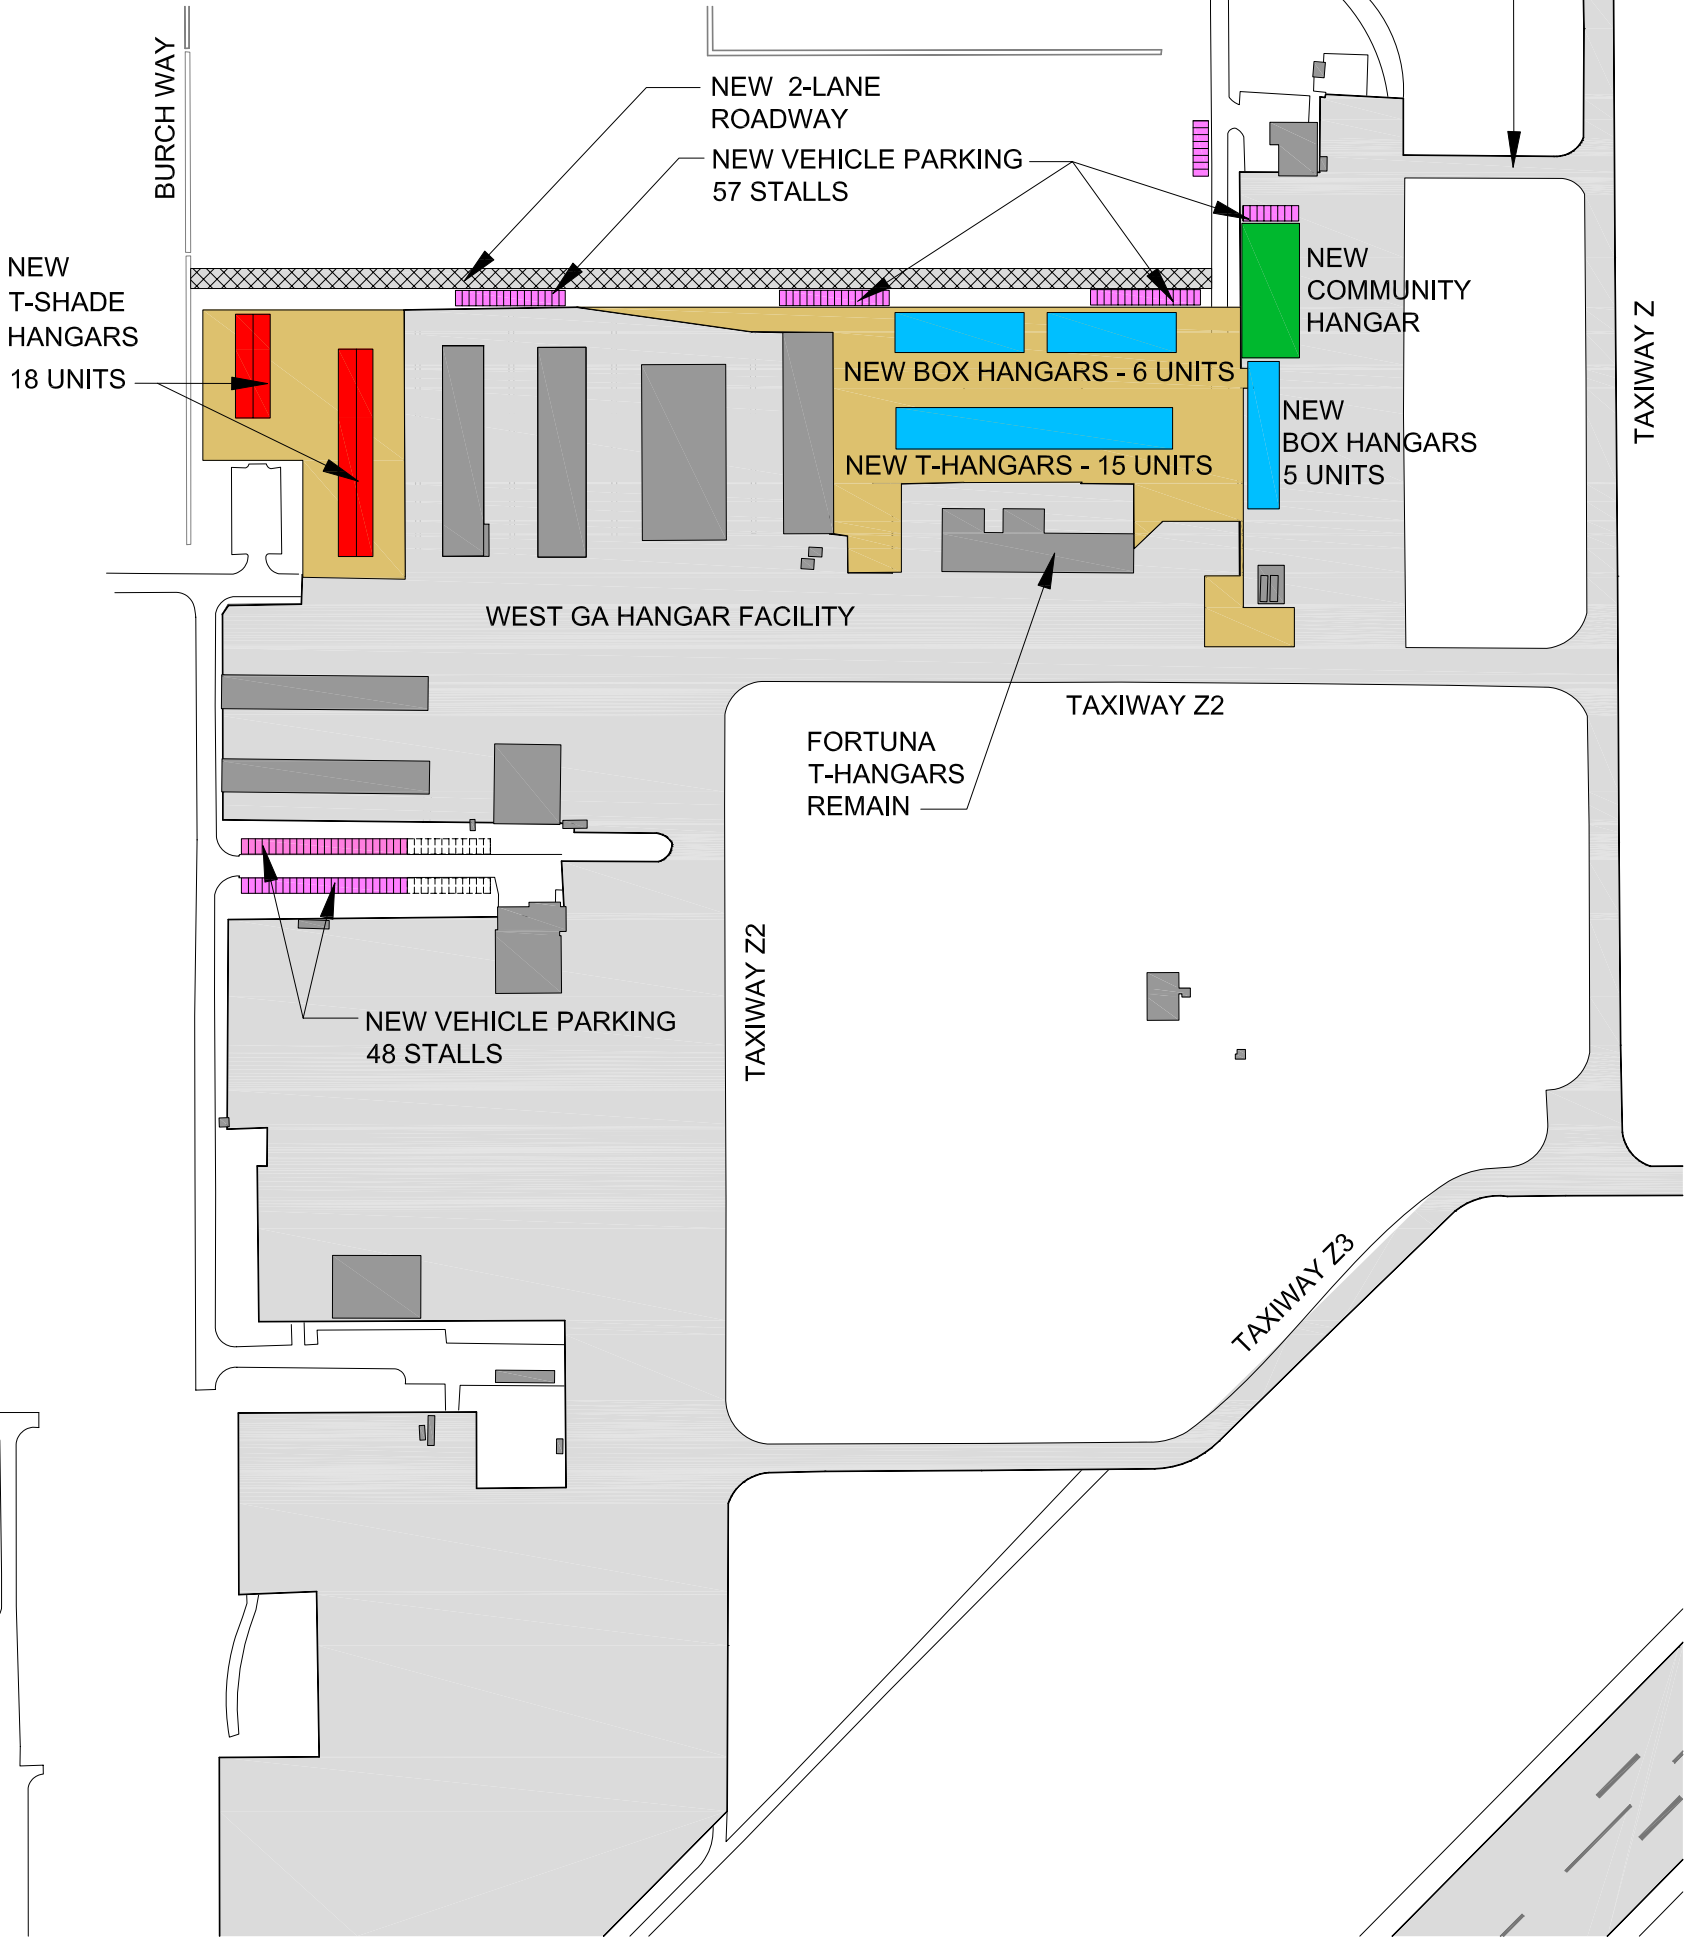 BURCH WAY
NEW 2-LANE
ROADWAY
NEW VEHICLE PARKING
57 STALLS
NEW
T-SHADE
HANGARS
18 UNITS
NEW
COMMUNITY
HANGAR
TAXIWAY Z
NEW BOX HANGARS - 6 UNITS
NEW
BOX HANGARS
5 UNITS
NEW T-HANGARS - 15 UNITS
WEST GA HANGAR FACILITY
TAXIWAY Z2
FORTUNA
T-HANGARS
REMAIN
TAXIWAY Z2
NEW VEHICLE PARKING
48 STALLS
TAXIWAY Z3